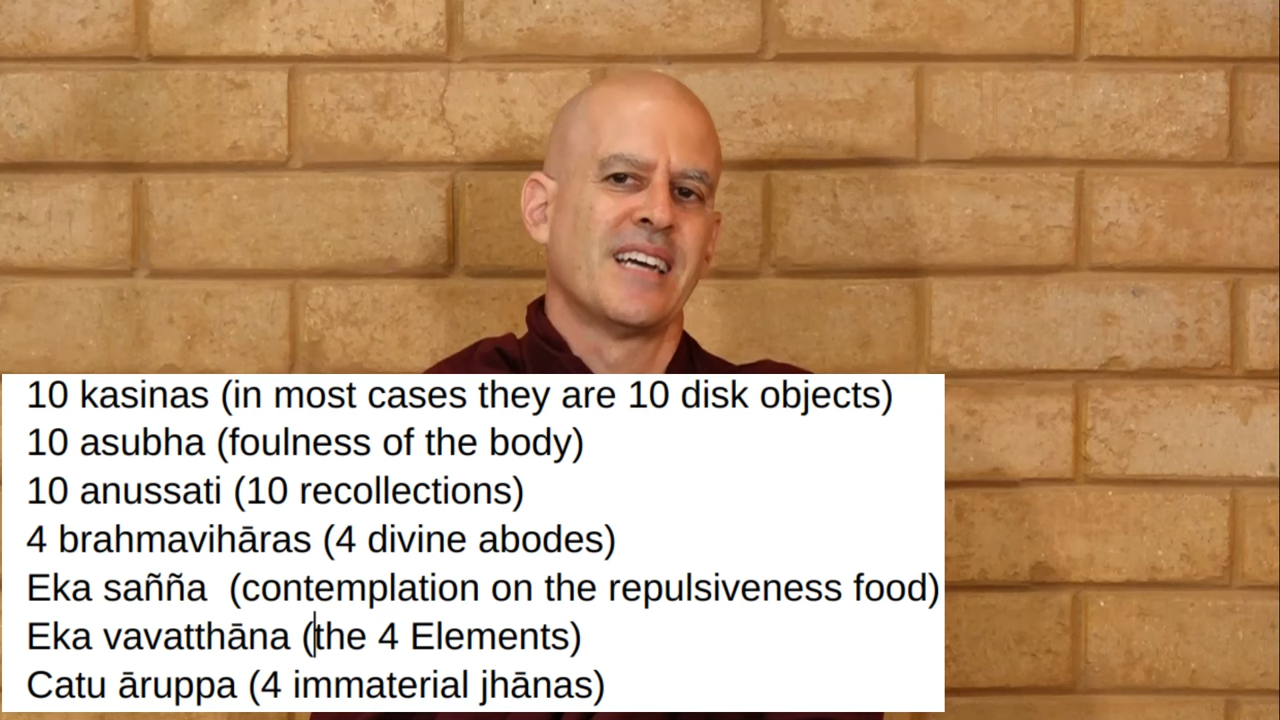 10 kasinas (in most cases they are 10 disk objects)
10 asubha (foulness of the body)
10 anussati (10 recollections)
4 brahmavihāras (4 divine abodes)
Eka sañña  (contemplation on the repulsiveness food)
Eka vavatthāna (the 4 Elements)
Catu āruppa (4 immaterial jhānas)